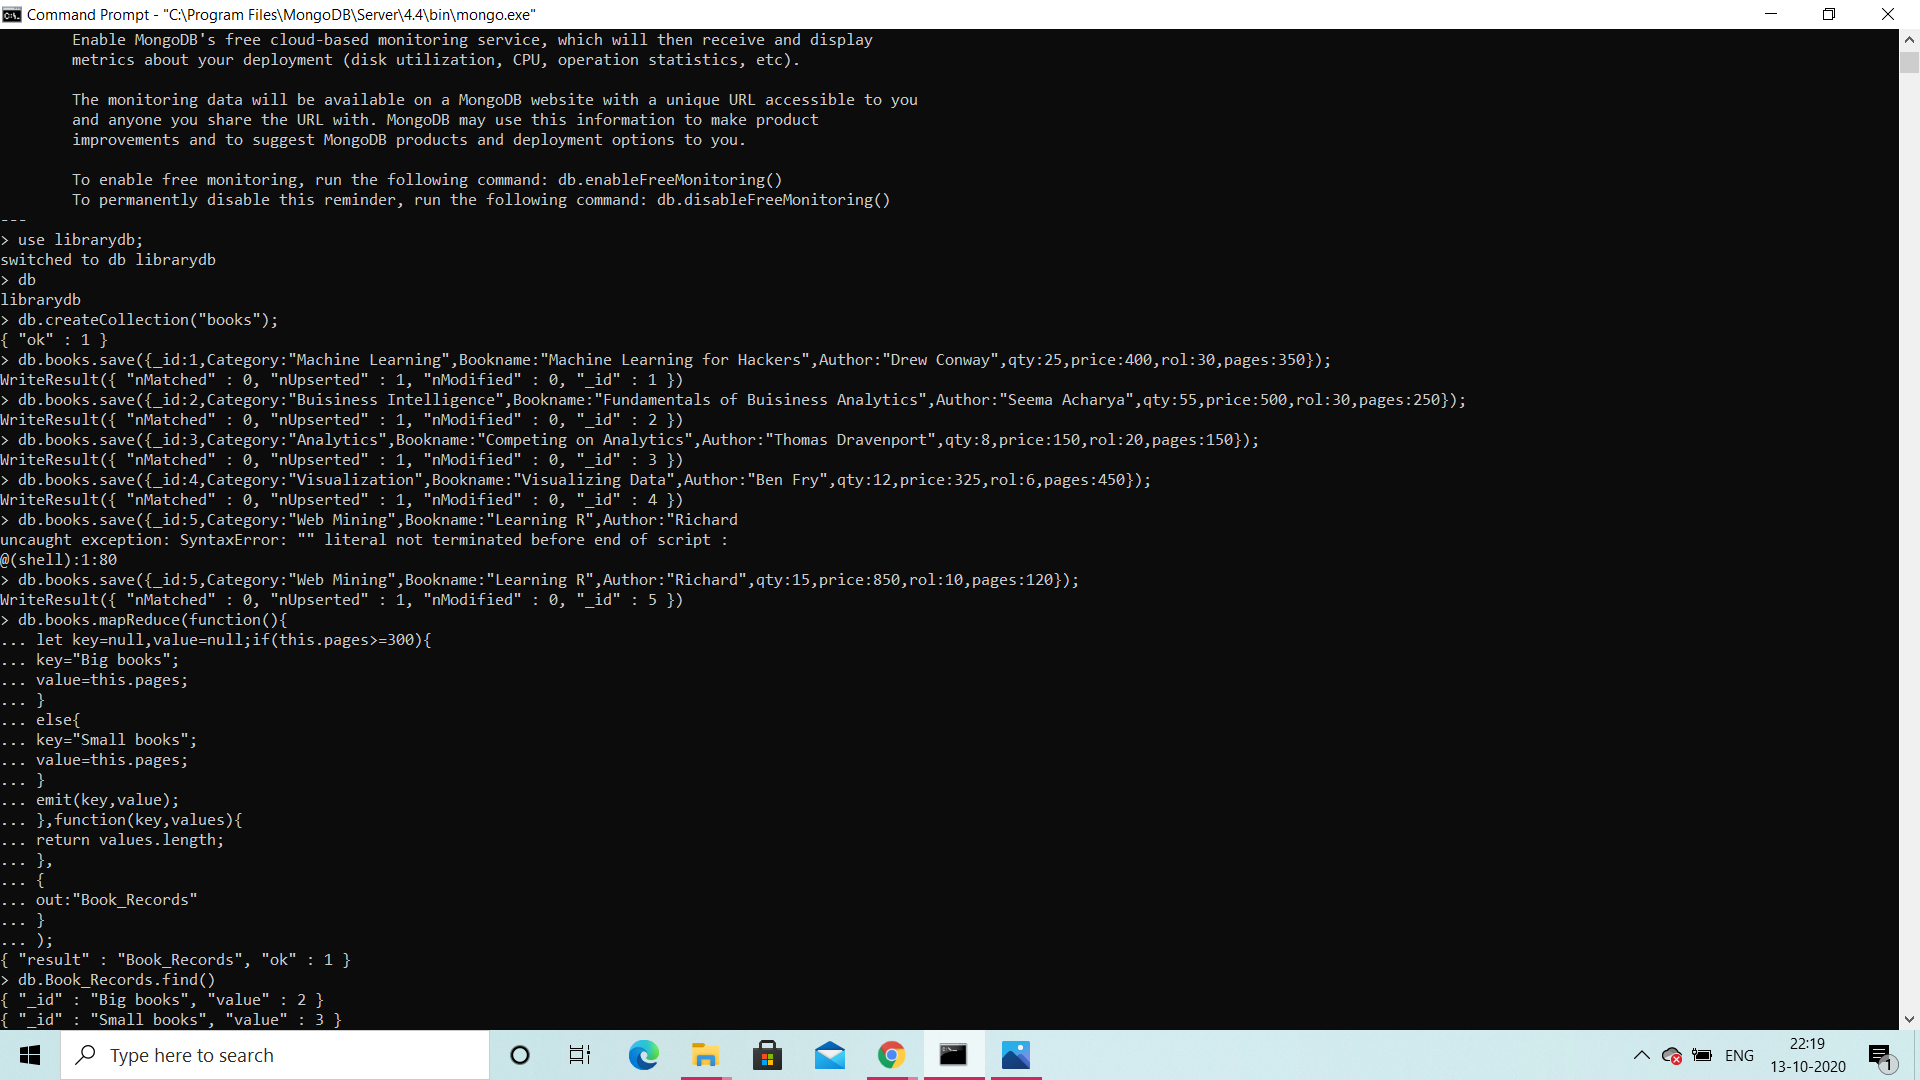 Command Prompt - "C:\Program Files\MongoDB\Server\4.4\bin\mongo.exe"
Enable MongoDB's free cloud-based monitoring service, which will then receive and display
metrics about your deployment (disk utilization, CPU, operation statistics, etc).
The monitoring data will be available on a MongoDB website with a unique URL accessible to you
and anyone you share the URL with. MongoDB may use this information to make product
improvements and to suggest MongoDB products and deployment options to you.
To enable free monitoring, run the following command: db.enableFreeMonitoring()
To permanently disable this reminder, run the following command: db.disableFreeMonitoring()
---
> use librarydb;
switched to db librarydb
> db
librarydb
> db.createCollection("books");
{ "ok" : 1 }
> db.books.save({_id:1,Category:"Machine Learning",Bookname:"Machine Learning for Hackers",Author:"Drew Conway",qty:25,price:400,rol:30,pages:350});
WriteResult({ "nMatched" : 0, "nUpserted" : 1, "nModified" : 0, "_id" : 1 })
> db.books.save({_id:2,Category:"Buisiness Intelligence",Bookname:"Fundamentals of Buisiness Analytics",Author:"Seema Acharya",qty:55,price:500,rol:30,pages:250});
WriteResult({ "nMatched" : 0, "nUpserted" : 1, "nModified" : 0, "_id" : 2 })
> db.books.save({_id:3,Category:"Analytics",Bookname:"Competing on Analytics",Author:"Thomas Dravenport",qty:8,price:150,rol:20,pages:150});
WriteResult({ "nMatched" : 0, "nUpserted" : 1, "nModified" : 0, "_id" : 3 })
> db.books.save({_id:4,Category:"Visualization",Bookname:"Visualizing Data",Author:"Ben Fry",qty:12,price:325,rol:6,pages:450});
WriteResult({ "nMatched" : 0, "nUpserted" : 1, "nModified" : 0, "_id" : 4 })
> db.books.save({_id:5,Category:"Web Mining",Bookname:"Learning R",Author:"Richard
uncaught exception: SyntaxError: "" literal not terminated before end of script :
@(shell):1:80
> db.books.save({_id:5,Category:"Web Mining",Bookname:"Learning R",Author:"Richard",qty:15,price:850,rol:10,pages:120});
WriteResult({ "nMatched" : 0, "nUpserted" : 1, "nModified" : 0, "_id" : 5 })
> db.books.mapReduce(function(){
... let key=null,value=null;if(this.pages>=300){
... key="Big books";
... value=this.pages;
... }
... else{
... key="Small books";
... value=this.pages;
... }
... emit(key,value);
... },function(key,values){
... return values.length;
... },
... {
... out:"Book_Records"
... }
... );
{ "result" : "Book_Records", "ok" : 1 }
> db.Book_Records.find()
{ "_id" : "Big books", "value" : 2 }
{ "_id" : "Small books", "value" : 3 }
Type here to search
ENG
22:19
13-10-2020
1